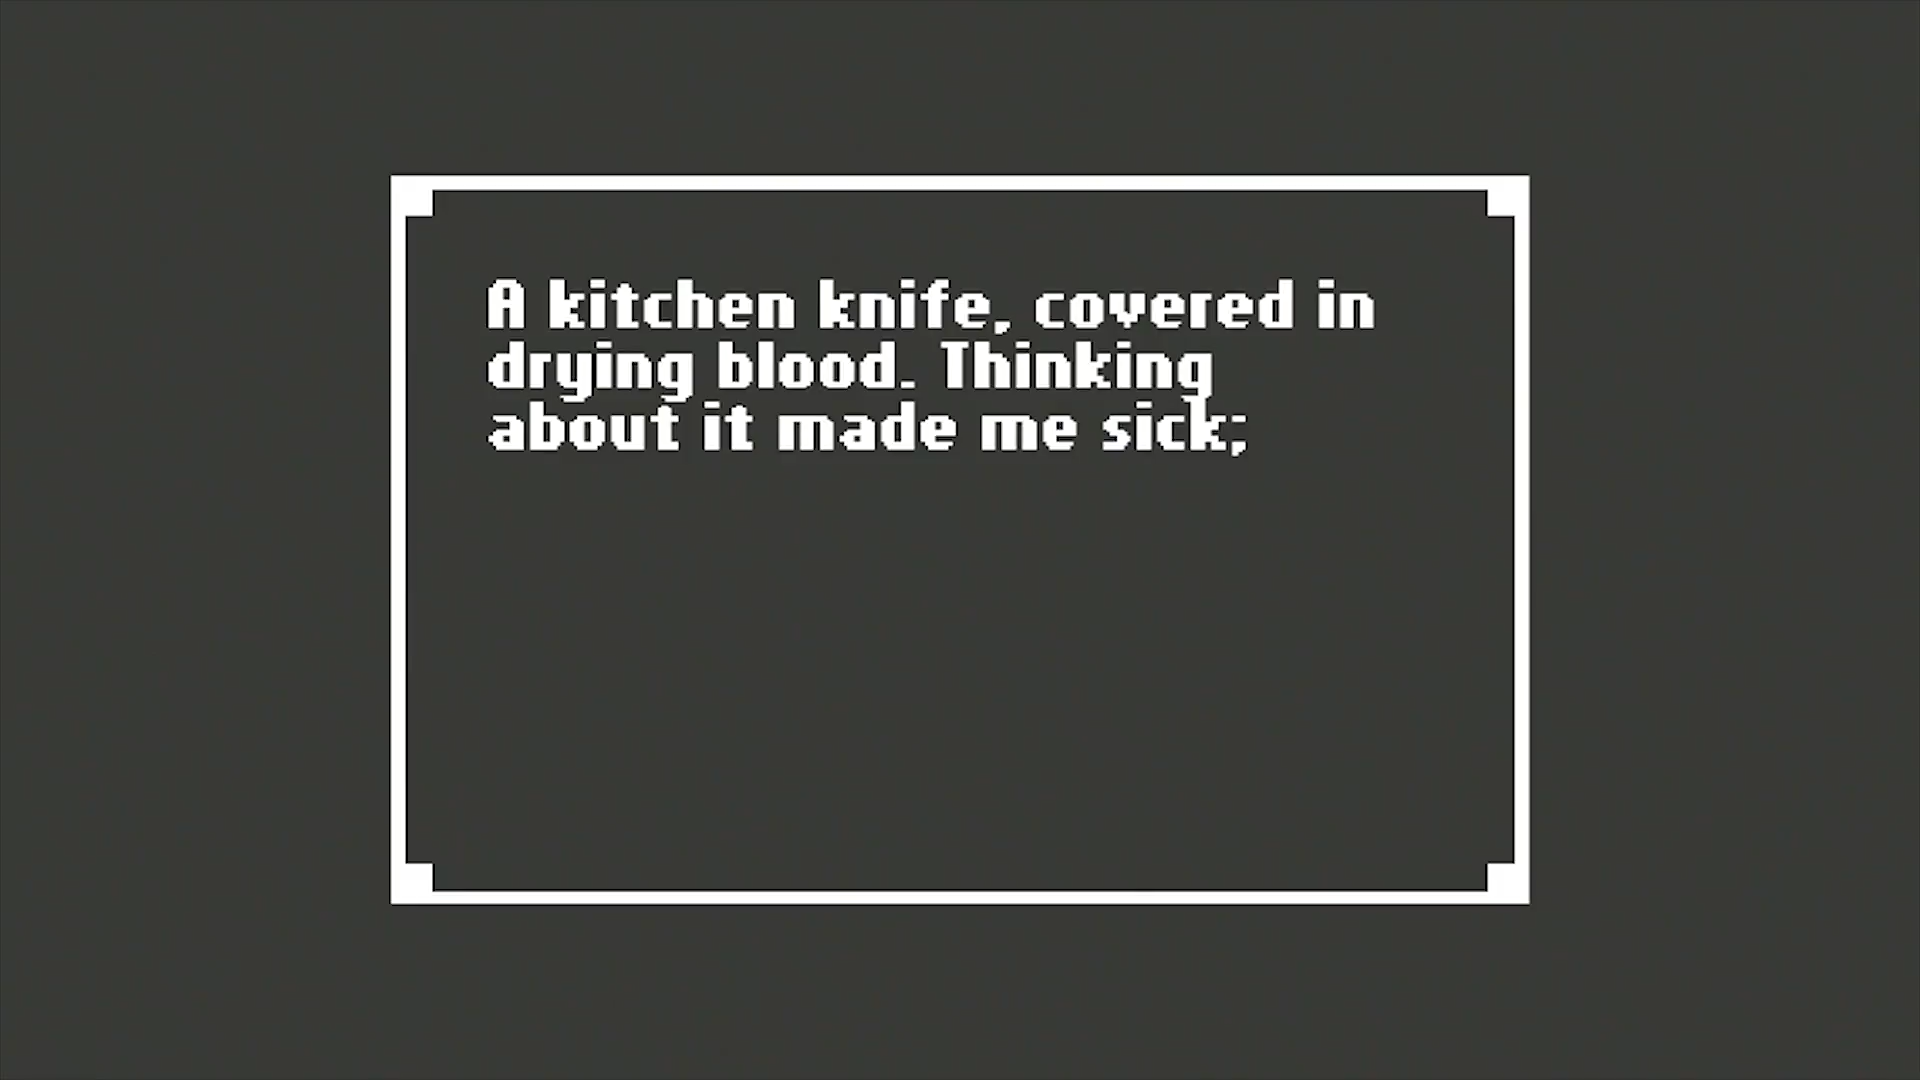 A kitchen knife, covered in
drying blood. Thinking
about it made me sick;